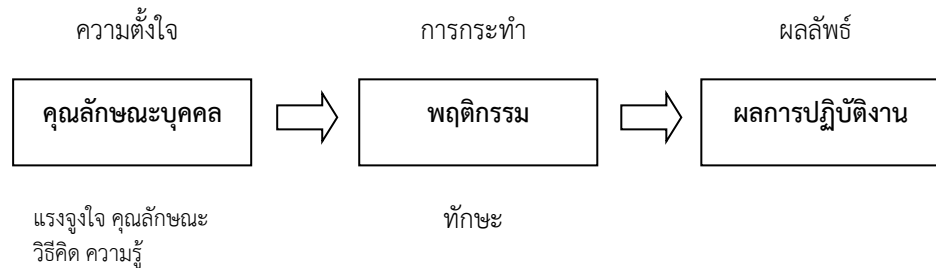 ความตั้งใจ การกระทำ ผลลัพธ์
คุณลักษณะบุคคล พฤติกรรม ผลการปฏิบัติงาน
แรงจูงใจ คุณลักษณะ ทักษะ
วิธีคิด ความรู้